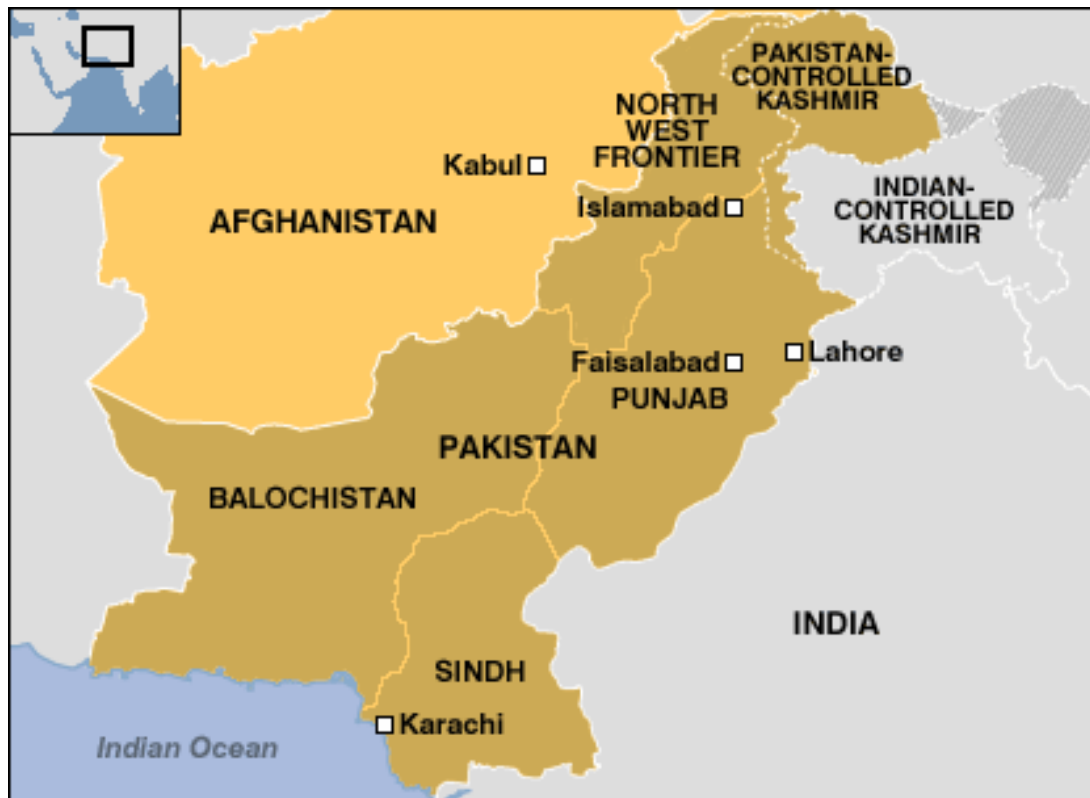 PAKISTAN-
CONTROLLED
KASHMIR
NORTH
WEST
FRONTIER
Kabul
Islamabad
AFGHANISTAN
INDIAN-
CONTROLLED
KASHMIR
Faisalabad
Lahore
PUNJAB
PAKISTAN
BALOCHISTAN
INDIA
SINDH
Karachi
Indian Ocean